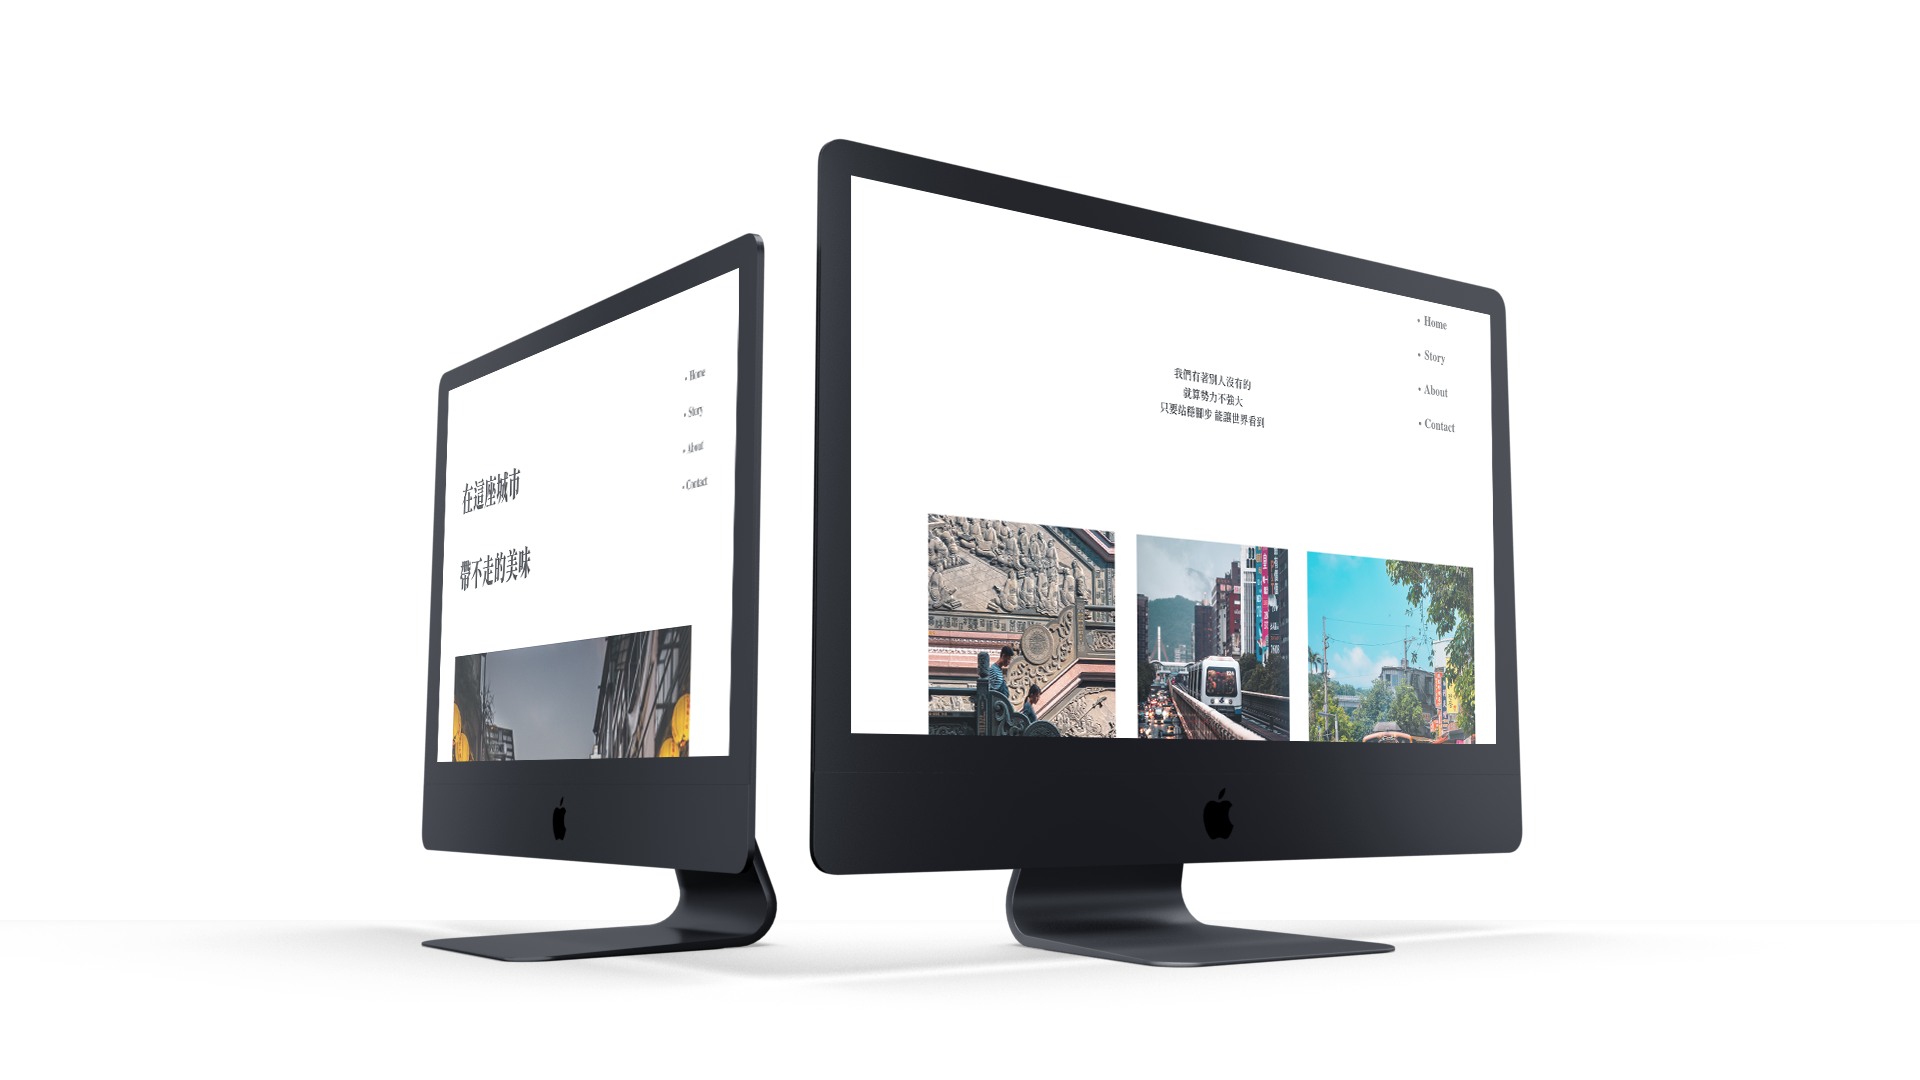 Home
Story
About
Contact
在這座城市
帶不走的美味
Home
Story
About
Contact
我們有著別人沒有的
就算勢力不強大
只要站穩腳步 能讓世界看到